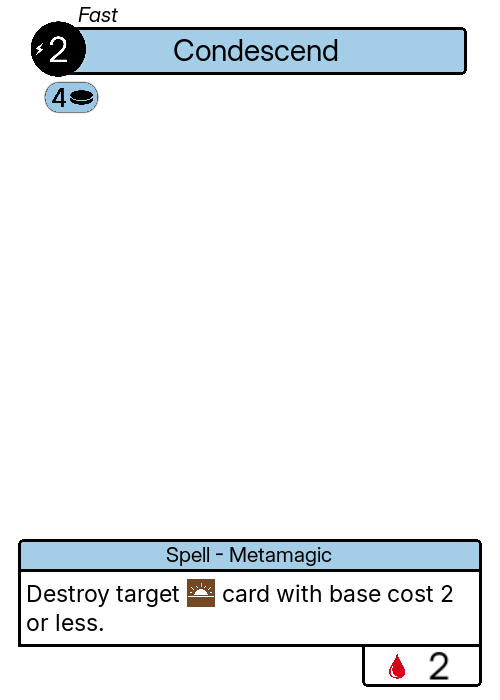 Fast
2
Condescend
4
Spell - Metamagic
Destroy target card with base cost 2
or less.
2